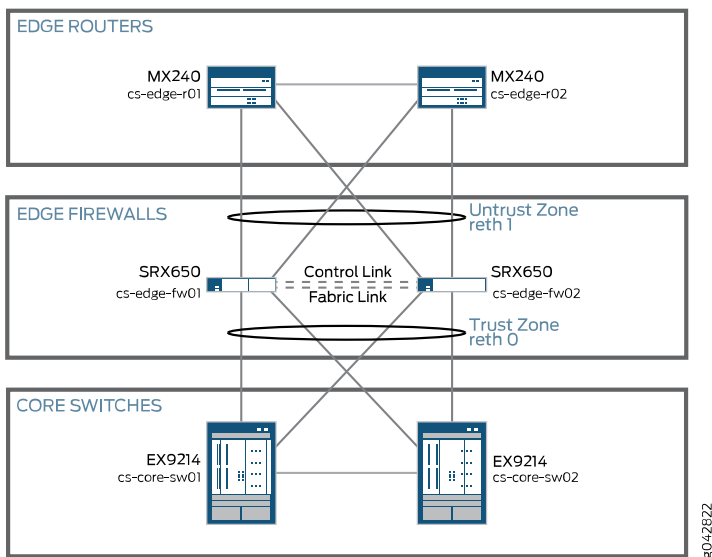 EDGE ROUTERS
MX240
cs-edge-r01
MX240
cs-edge-r02
EDGE FIREWALLS
Untrust Zone
reth 1
SRX650
cs-edge-fw01
Control Link
Fabric Link
SRX650
cs-edge-fw02
Trust Zone
reth 0
CORE SWITCHES
EX9214
cs-core-sw01
EX9214
cs-core-sw02
g042822